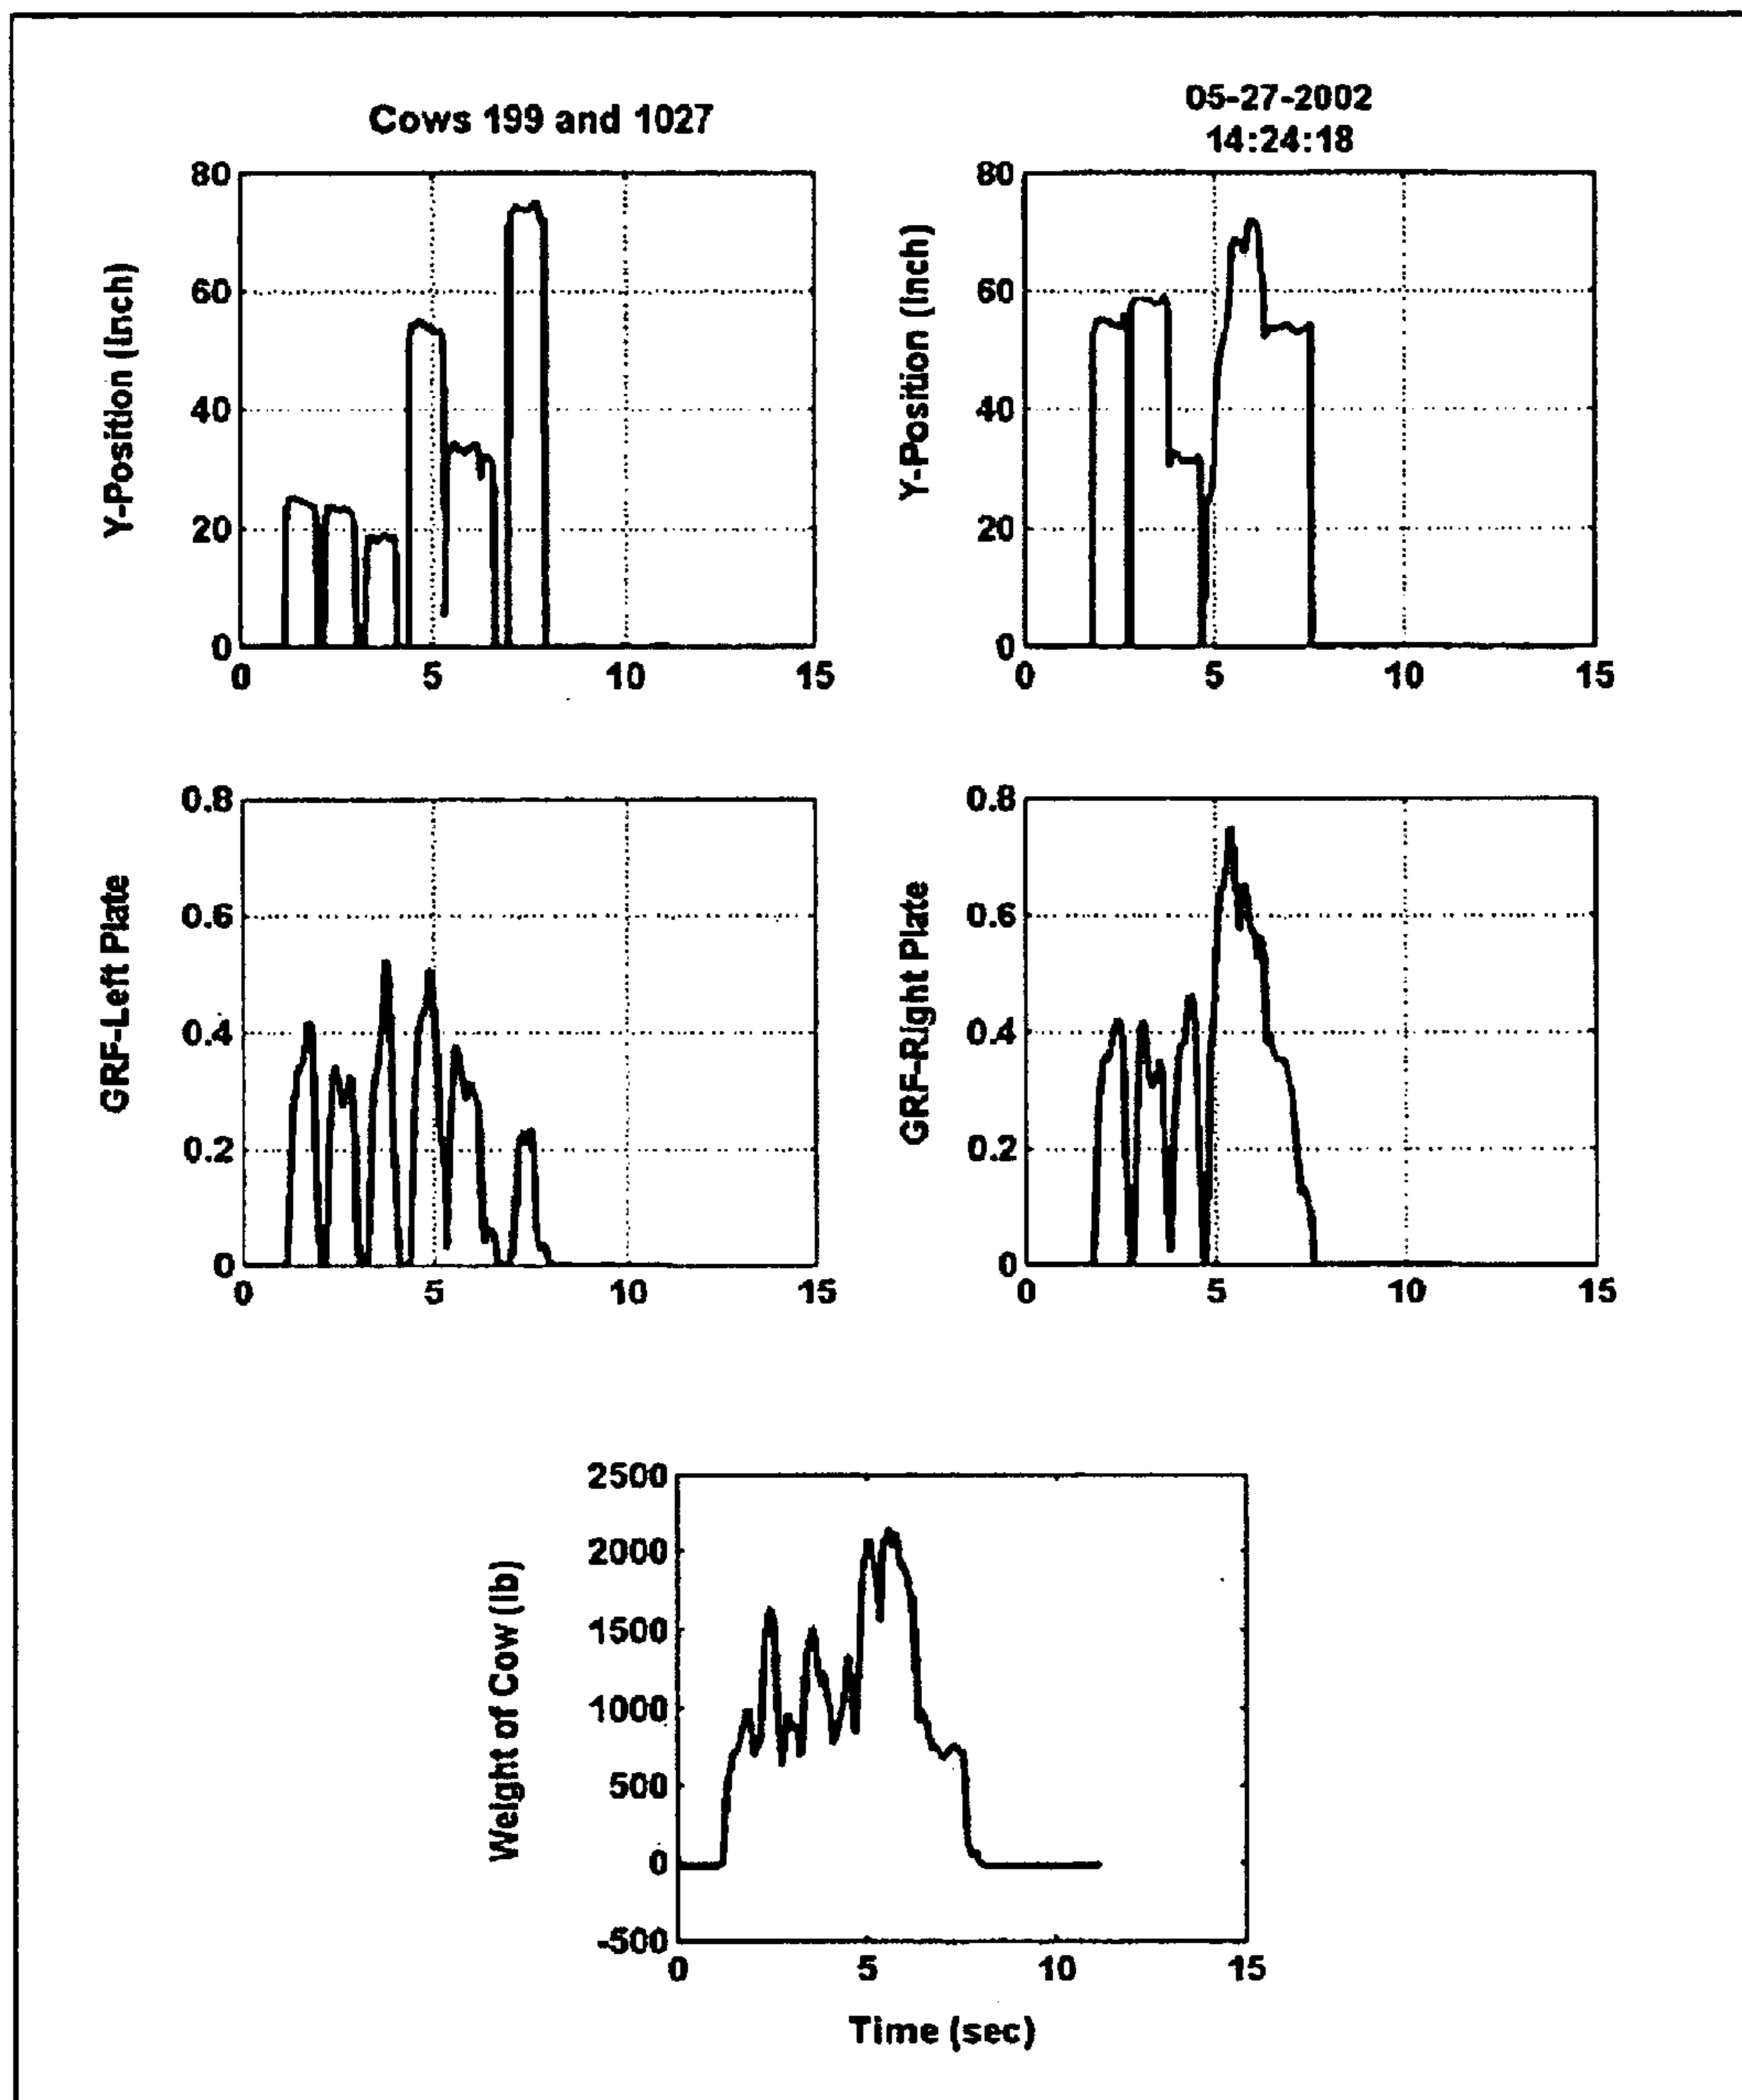 Cows 199 and 1027
05-27-2002
14:24:18
Y-Position (Inch)
80
60
40
20
0
0 5 10 15
Y-Position (Inch)
80
60
40
20
0
0 5 10 15
GRF-Left Plate
0.8
0.6
0.4
0.2
0
0 5 10 15
GRF-Right Plate
0.8
0.6
0.4
0.2
0
0 5 10 15
Weight of Cow (lb)
2500
2000
1500
1000
500
0
-500
0 5 10 15
Time (sec)